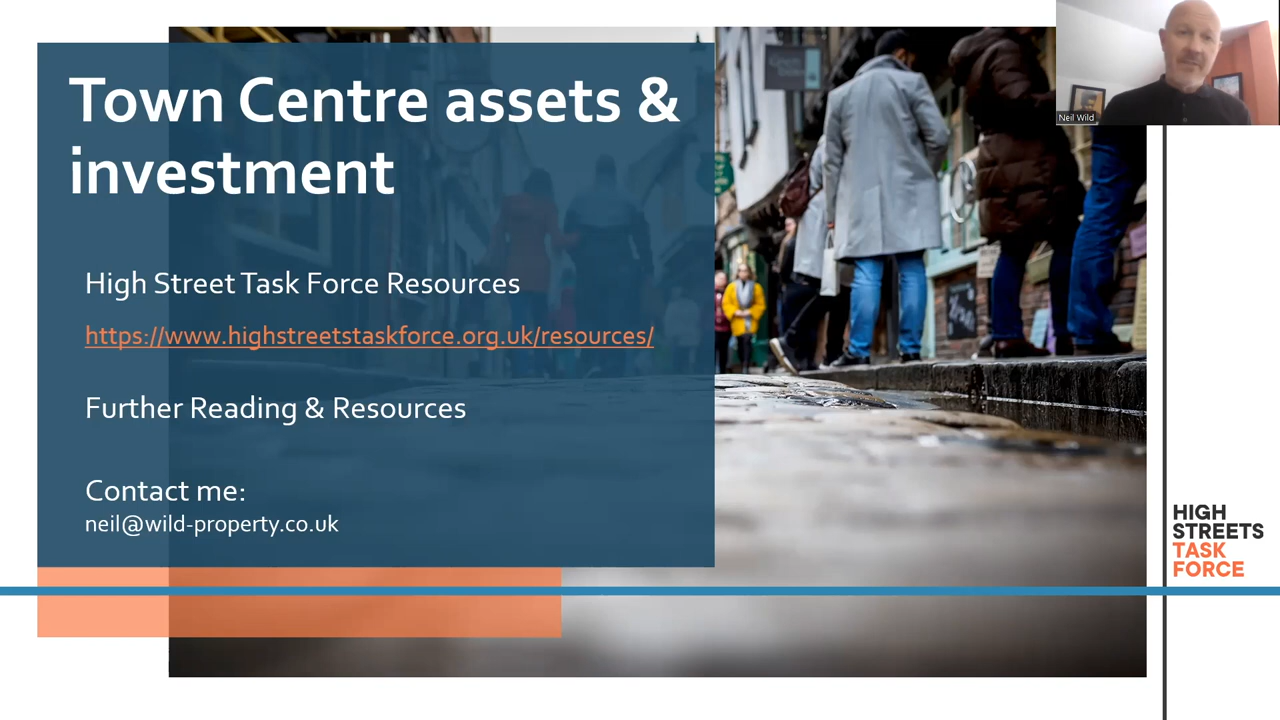 Town Centre assets &
investment
High Street Task Force Resources
https://www.highstreetstaskforce.org.uk/resources/
Further Reading & Resources
Contact me:
neil@wild-property.co.uk
Neil Wild
HIGH
STREETS
TASK
FORCE